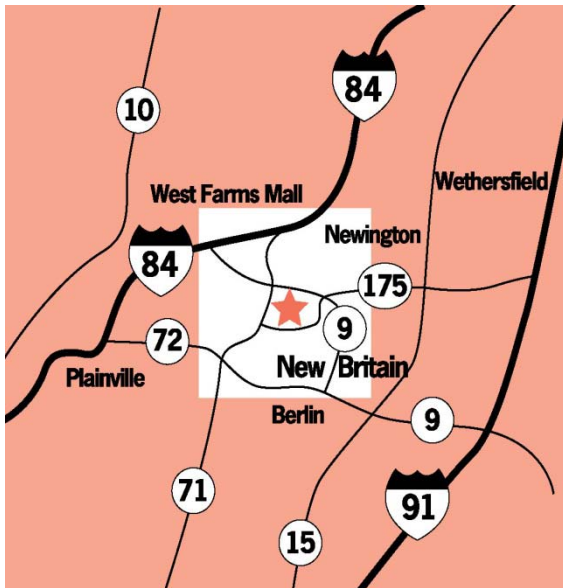 84
10
Wethersfield
West Farms Mall
Newington
84
175
9
72
New Britain
Plainville
Berlin
9
71
91
15